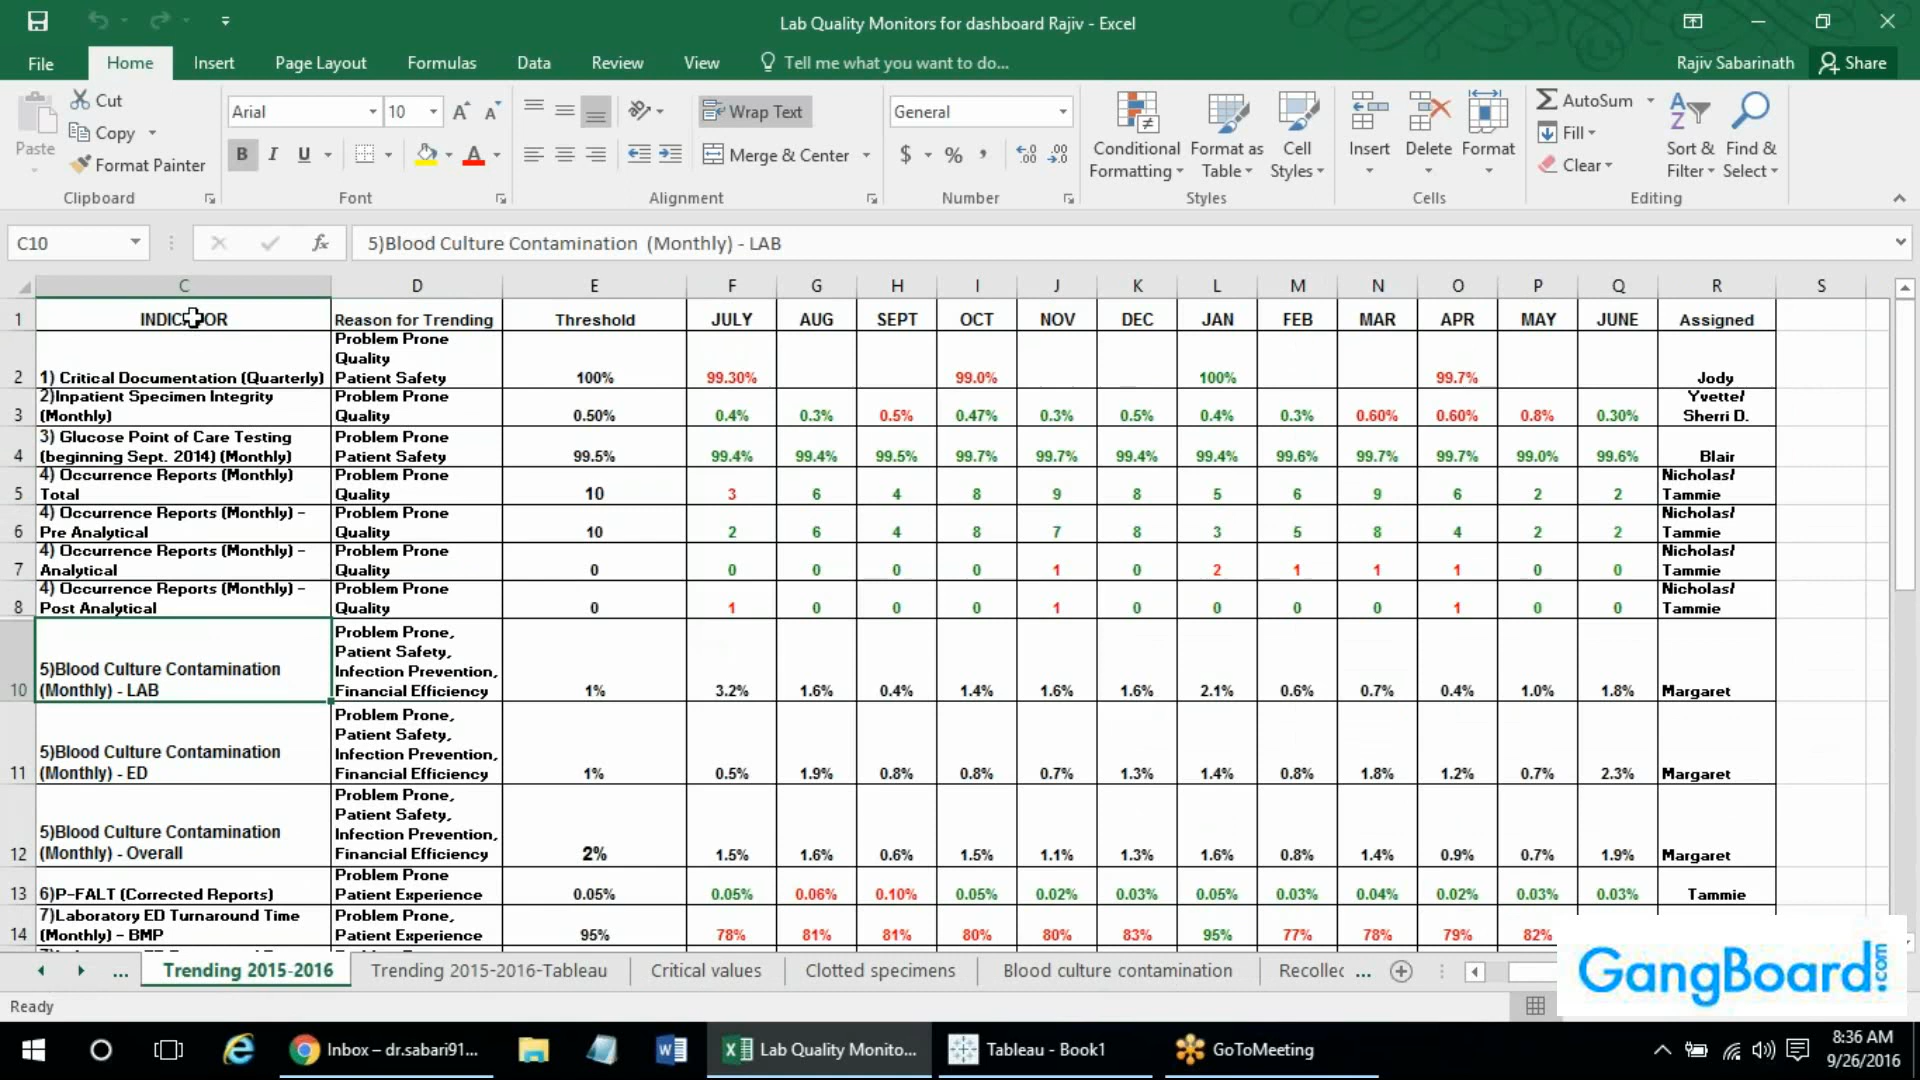 Lab Quality Monitors for dashboard Rajiv - Excel
File Home Insert Page Layout Formulas Data Review View Tell me what you want to do... Rajiv Sabarinath Share
Paste Cut Copy Format Painter Clipboard
Arial 10 B I U Font
Wrap Text Merge & Center Alignment
General $ % , Number
Conditional Formatting Format as Table Cell Styles Styles
Insert Delete Format Cells
AutoSum Fill Clear Sort & Filter Find & Select Editing
C10 fx 5)Blood Culture Contamination (Monthly) - LAB
C D E F G H I J K L M N O P Q R S
1 INDICATOR Reason for Trending Threshold JULY AUG SEPT OCT NOV DEC JAN FEB MAR APR MAY JUNE Assigned
2 1) Critical Documentation (Quarterly) Problem Prone Quality Patient Safety 100% 99.30% 99.0% 100% 99.7% Jody
3 2)Inpatient Specimen Integrity (Monthly) Problem Prone Quality 0.50% 0.4% 0.3% 0.5% 0.47% 0.3% 0.5% 0.4% 0.3% 0.60% 0.60% 0.8% 0.30% Yvette/ Sherri D.
4 3) Glucose Point of Care Testing (beginning Sept. 2014) (Monthly) Problem Prone Patient Safety 99.5% 99.4% 99.4% 99.5% 99.7% 99.7% 99.4% 99.4% 99.6% 99.7% 99.7% 99.0% 99.6% Blair
5 4) Occurrence Reports (Monthly) Total Problem Prone Quality 10 3 6 4 8 9 8 5 6 9 6 2 2 Nicholas/ Tammie
6 4) Occurrence Reports (Monthly) - Pre Analytical Problem Prone Quality 10 2 6 4 8 7 8 3 5 8 4 2 2 Nicholas/ Tammie
7 4) Occurrence Reports (Monthly) - Analytical Problem Prone Quality 0 0 0 0 0 1 0 2 1 1 1 0 0 Nicholas/ Tammie
8 4) Occurrence Reports (Monthly) - Post Analytical Problem Prone Quality 0 1 0 0 0 1 0 0 0 0 1 0 0 Nicholas/ Tammie
10 5)Blood Culture Contamination (Monthly) - LAB Problem Prone, Patient Safety, Infection Prevention, Financial Efficiency 1% 3.2% 1.6% 0.4% 1.4% 1.6% 1.6% 2.1% 0.6% 0.7% 0.4% 1.0% 1.8% Margaret
11 5)Blood Culture Contamination (Monthly) - ED Problem Prone, Patient Safety, Infection Prevention, Financial Efficiency 1% 0.5% 1.9% 0.8% 0.8% 0.7% 1.3% 1.4% 0.8% 1.8% 1.2% 0.7% 2.3% Margaret
12 5)Blood Culture Contamination (Monthly) - Overall Problem Prone, Patient Safety, Infection Prevention, Financial Efficiency 2% 1.5% 1.6% 0.6% 1.5% 1.1% 1.3% 1.6% 0.8% 1.4% 0.9% 0.7% 1.9% Margaret
13 6)P-FALT (Corrected Reports) Problem Prone Patient Experience 0.05% 0.05% 0.06% 0.10% 0.05% 0.02% 0.03% 0.05% 0.03% 0.04% 0.02% 0.03% 0.03% Tammie
14 7)Laboratory ED Turnaround Time (Monthly) - BMP Problem Prone, Patient Experience 95% 78% 81% 81% 80% 80% 83% 95% 77% 78% 79% 82%
... Trending 2015-2016 Trending 2015-2016-Tableau Critical values Clotted specimens Blood culture contamination Recollec ...
GangBoard.com
Ready
Inbox – dr.sabari91... Lab Quality Monito... Tableau - Book1 GoToMeeting 8:36 AM
9/26/2016